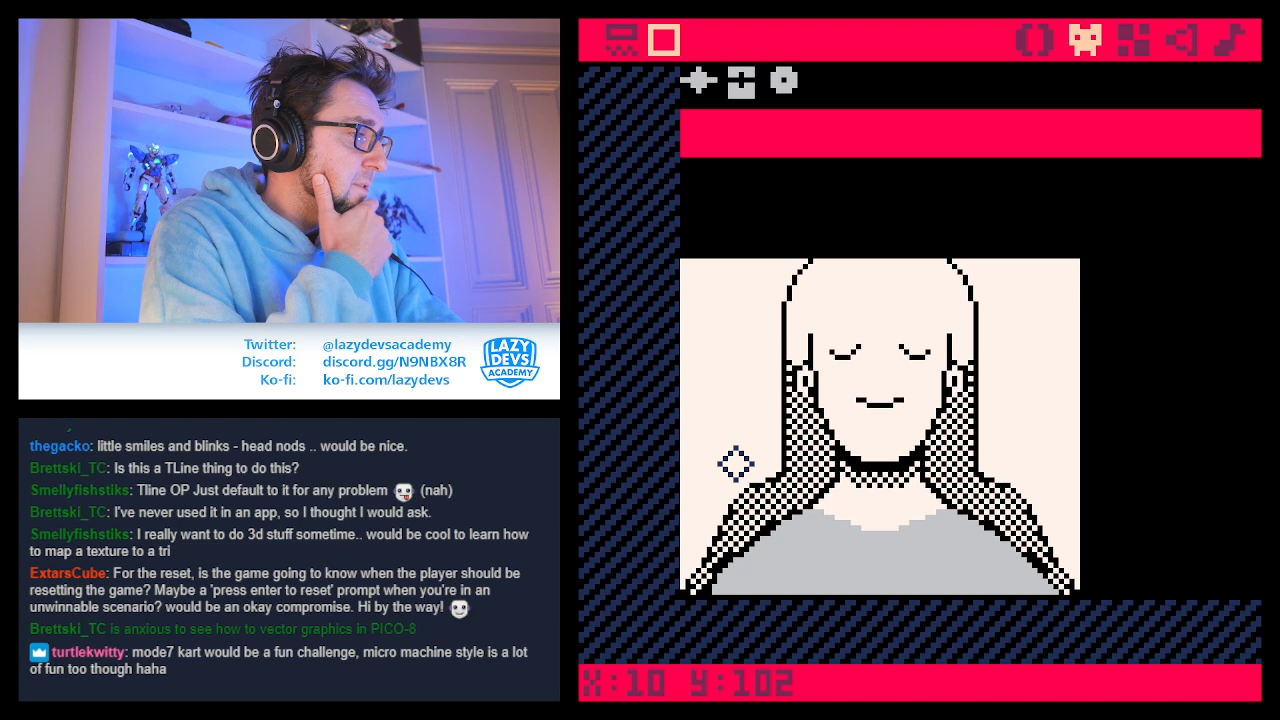 Twitter: @lazydevsacademy
Discord: discord.gg/N9NBX8R
Ko-fi: ko-fi.com/lazydevs
LAZY
DEVS
ACADEMY
thegacko: little smiles and blinks - head nods .. would be nice.
Brettski_TC: Is this a TLine thing to do this?
Smellyfishstiks: Tline OP Just default to it for any problem (nah)
Brettski_TC: I've never used it in an app, so I thought I would ask.
Smellyfishstiks: I really want to do 3d stuff sometime.. would be cool to learn how
to map a texture to a tri
ExtarsCube: For the reset, is the game going to know when the player should be
resetting the game? Maybe a 'press enter to reset' prompt when you're in an
unwinnable scenario? would be an okay compromise. Hi by the way!
Brettski_TC is anxious to see how to vector graphics in PICO-8
turtlekwitty: mode7 kart would be a fun challenge, micro machine style is a lot
of fun too though haha
X:10 Y:102